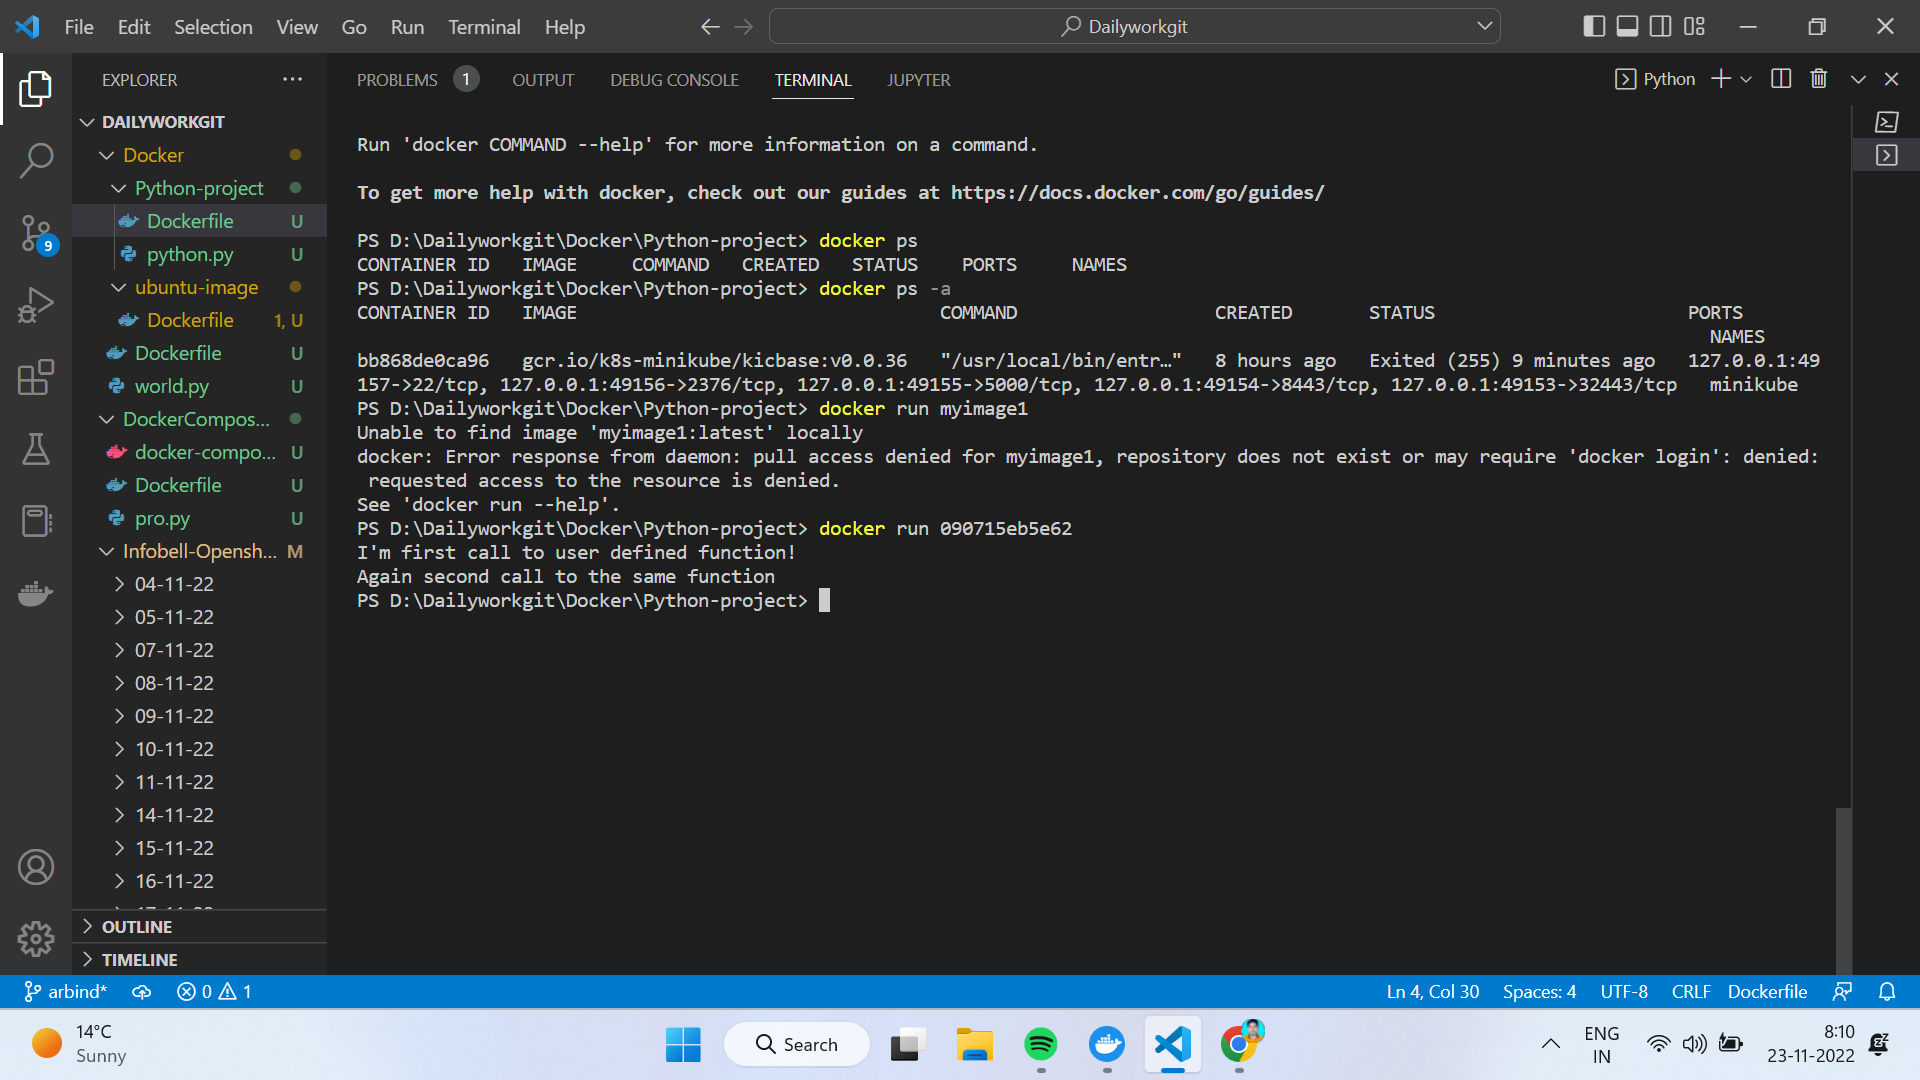 File Edit Selection View Go Run Terminal Help
Dailyworkgit
EXPLORER
DAILYWORKGIT
Docker
Python-project
Dockerfile U
python.py U
ubuntu-image
Dockerfile 1, U
Dockerfile U
world.py U
DockerCompos...
docker-compo... U
Dockerfile U
pro.py U
Infobell-Opensh... M
04-11-22
05-11-22
07-11-22
08-11-22
09-11-22
10-11-22
11-11-22
14-11-22
15-11-22
16-11-22
OUTLINE
TIMELINE
9
PROBLEMS 1 OUTPUT DEBUG CONSOLE TERMINAL JUPYTER
Python
Run 'docker COMMAND --help' for more information on a command.
To get more help with docker, check out our guides at https://docs.docker.com/go/guides/
PS D:\Dailyworkgit\Docker\Python-project> docker ps
CONTAINER ID   IMAGE     COMMAND   CREATED   STATUS    PORTS     NAMES
PS D:\Dailyworkgit\Docker\Python-project> docker ps -a
CONTAINER ID   IMAGE                                 COMMAND                  CREATED       STATUS                       PORTS
NAMES
bb868de0ca96   gcr.io/k8s-minikube/kicbase:v0.0.36   "/usr/local/bin/entr…"   8 hours ago   Exited (255) 9 minutes ago   127.0.0.1:49
157->22/tcp, 127.0.0.1:49156->2376/tcp, 127.0.0.1:49155->5000/tcp, 127.0.0.1:49154->8443/tcp, 127.0.0.1:49153->32443/tcp   minikube
PS D:\Dailyworkgit\Docker\Python-project> docker run myimage1
Unable to find image 'myimage1:latest' locally
docker: Error response from daemon: pull access denied for myimage1, repository does not exist or may require 'docker login': denied:
requested access to the resource is denied.
See 'docker run --help'.
PS D:\Dailyworkgit\Docker\Python-project> docker run 090715eb5e62
I'm first call to user defined function!
Again second call to the same function
PS D:\Dailyworkgit\Docker\Python-project>
arbind* 0 1
Ln 4, Col 30 Spaces: 4 UTF-8 CRLF Dockerfile
14°C
Sunny
Search
ENG
IN
8:10
23-11-2022